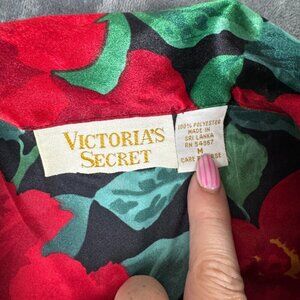 VICTORIA'S
SECRET
100% POLYESTER
MADE IN
SRI LANKA
RN 54867
M
CARE